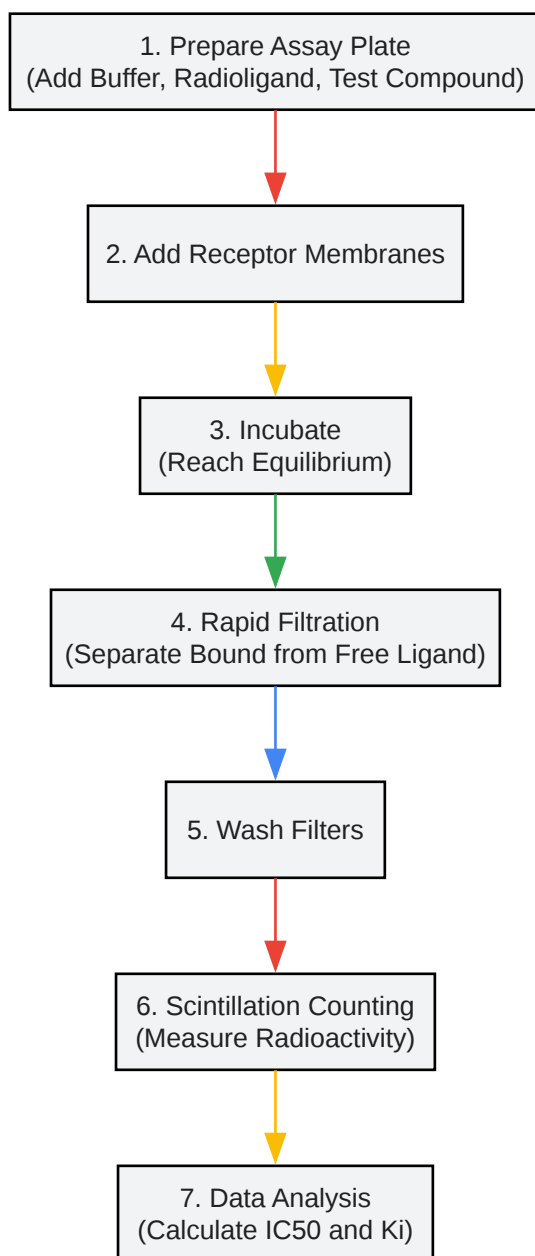 1. Prepare Assay Plate
(Add Buffer, Radioligand, Test Compound)
2. Add Receptor Membranes
3. Incubate
(Reach Equilibrium)
4. Rapid Filtration
(Separate Bound from Free Ligand)
5. Wash Filters
6. Scintillation Counting
(Measure Radioactivity)
7. Data Analysis
(Calculate IC50 and Ki)